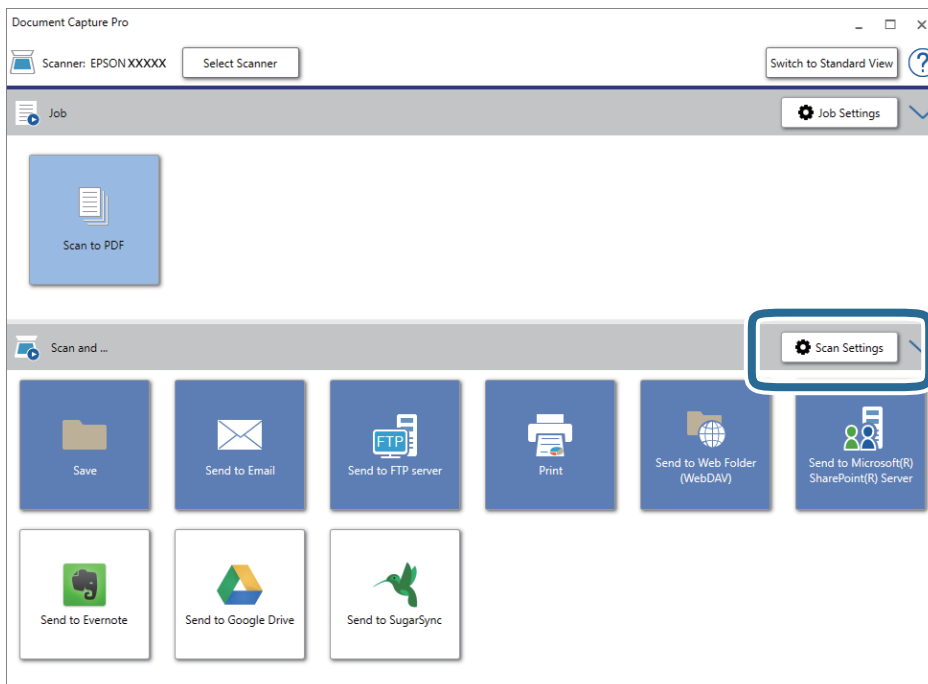 Document Capture Pro
Scanner: EPSON XXXXX
Select Scanner
Switch to Standard View
?
Job
Job Settings
Scan to PDF
Scan and ...
Scan Settings
Save
Send to Email
FTP
Send to FTP server
Print
Send to Web Folder
(WebDAV)
Send to Microsoft(R)
SharePoint(R) Server
Send to Evernote
Send to Google Drive
Send to SugarSync